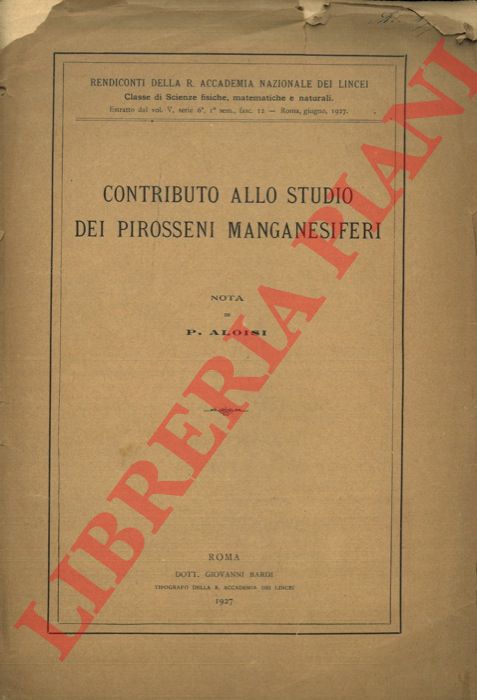 RENDICONTI DELLA R. ACCADEMIA NAZIONALE DEI LINCEI
Classe di Scienze fisiche, matematiche e naturali.
Estratto dal vol. V, serie 6ª, 1° sem., fasc. 12 — Roma, giugno, 1927.
CONTRIBUTO ALLO STUDIO
DEI PIROSSENI MANGANESIFERI
NOTA
DI
P. ALOISI
ROMA
DOTT. GIOVANNI BARDI
TIPOGRAFO DELLA R. ACCADEMIA DEI LINCEI
1927
LIBRERIA PIANI